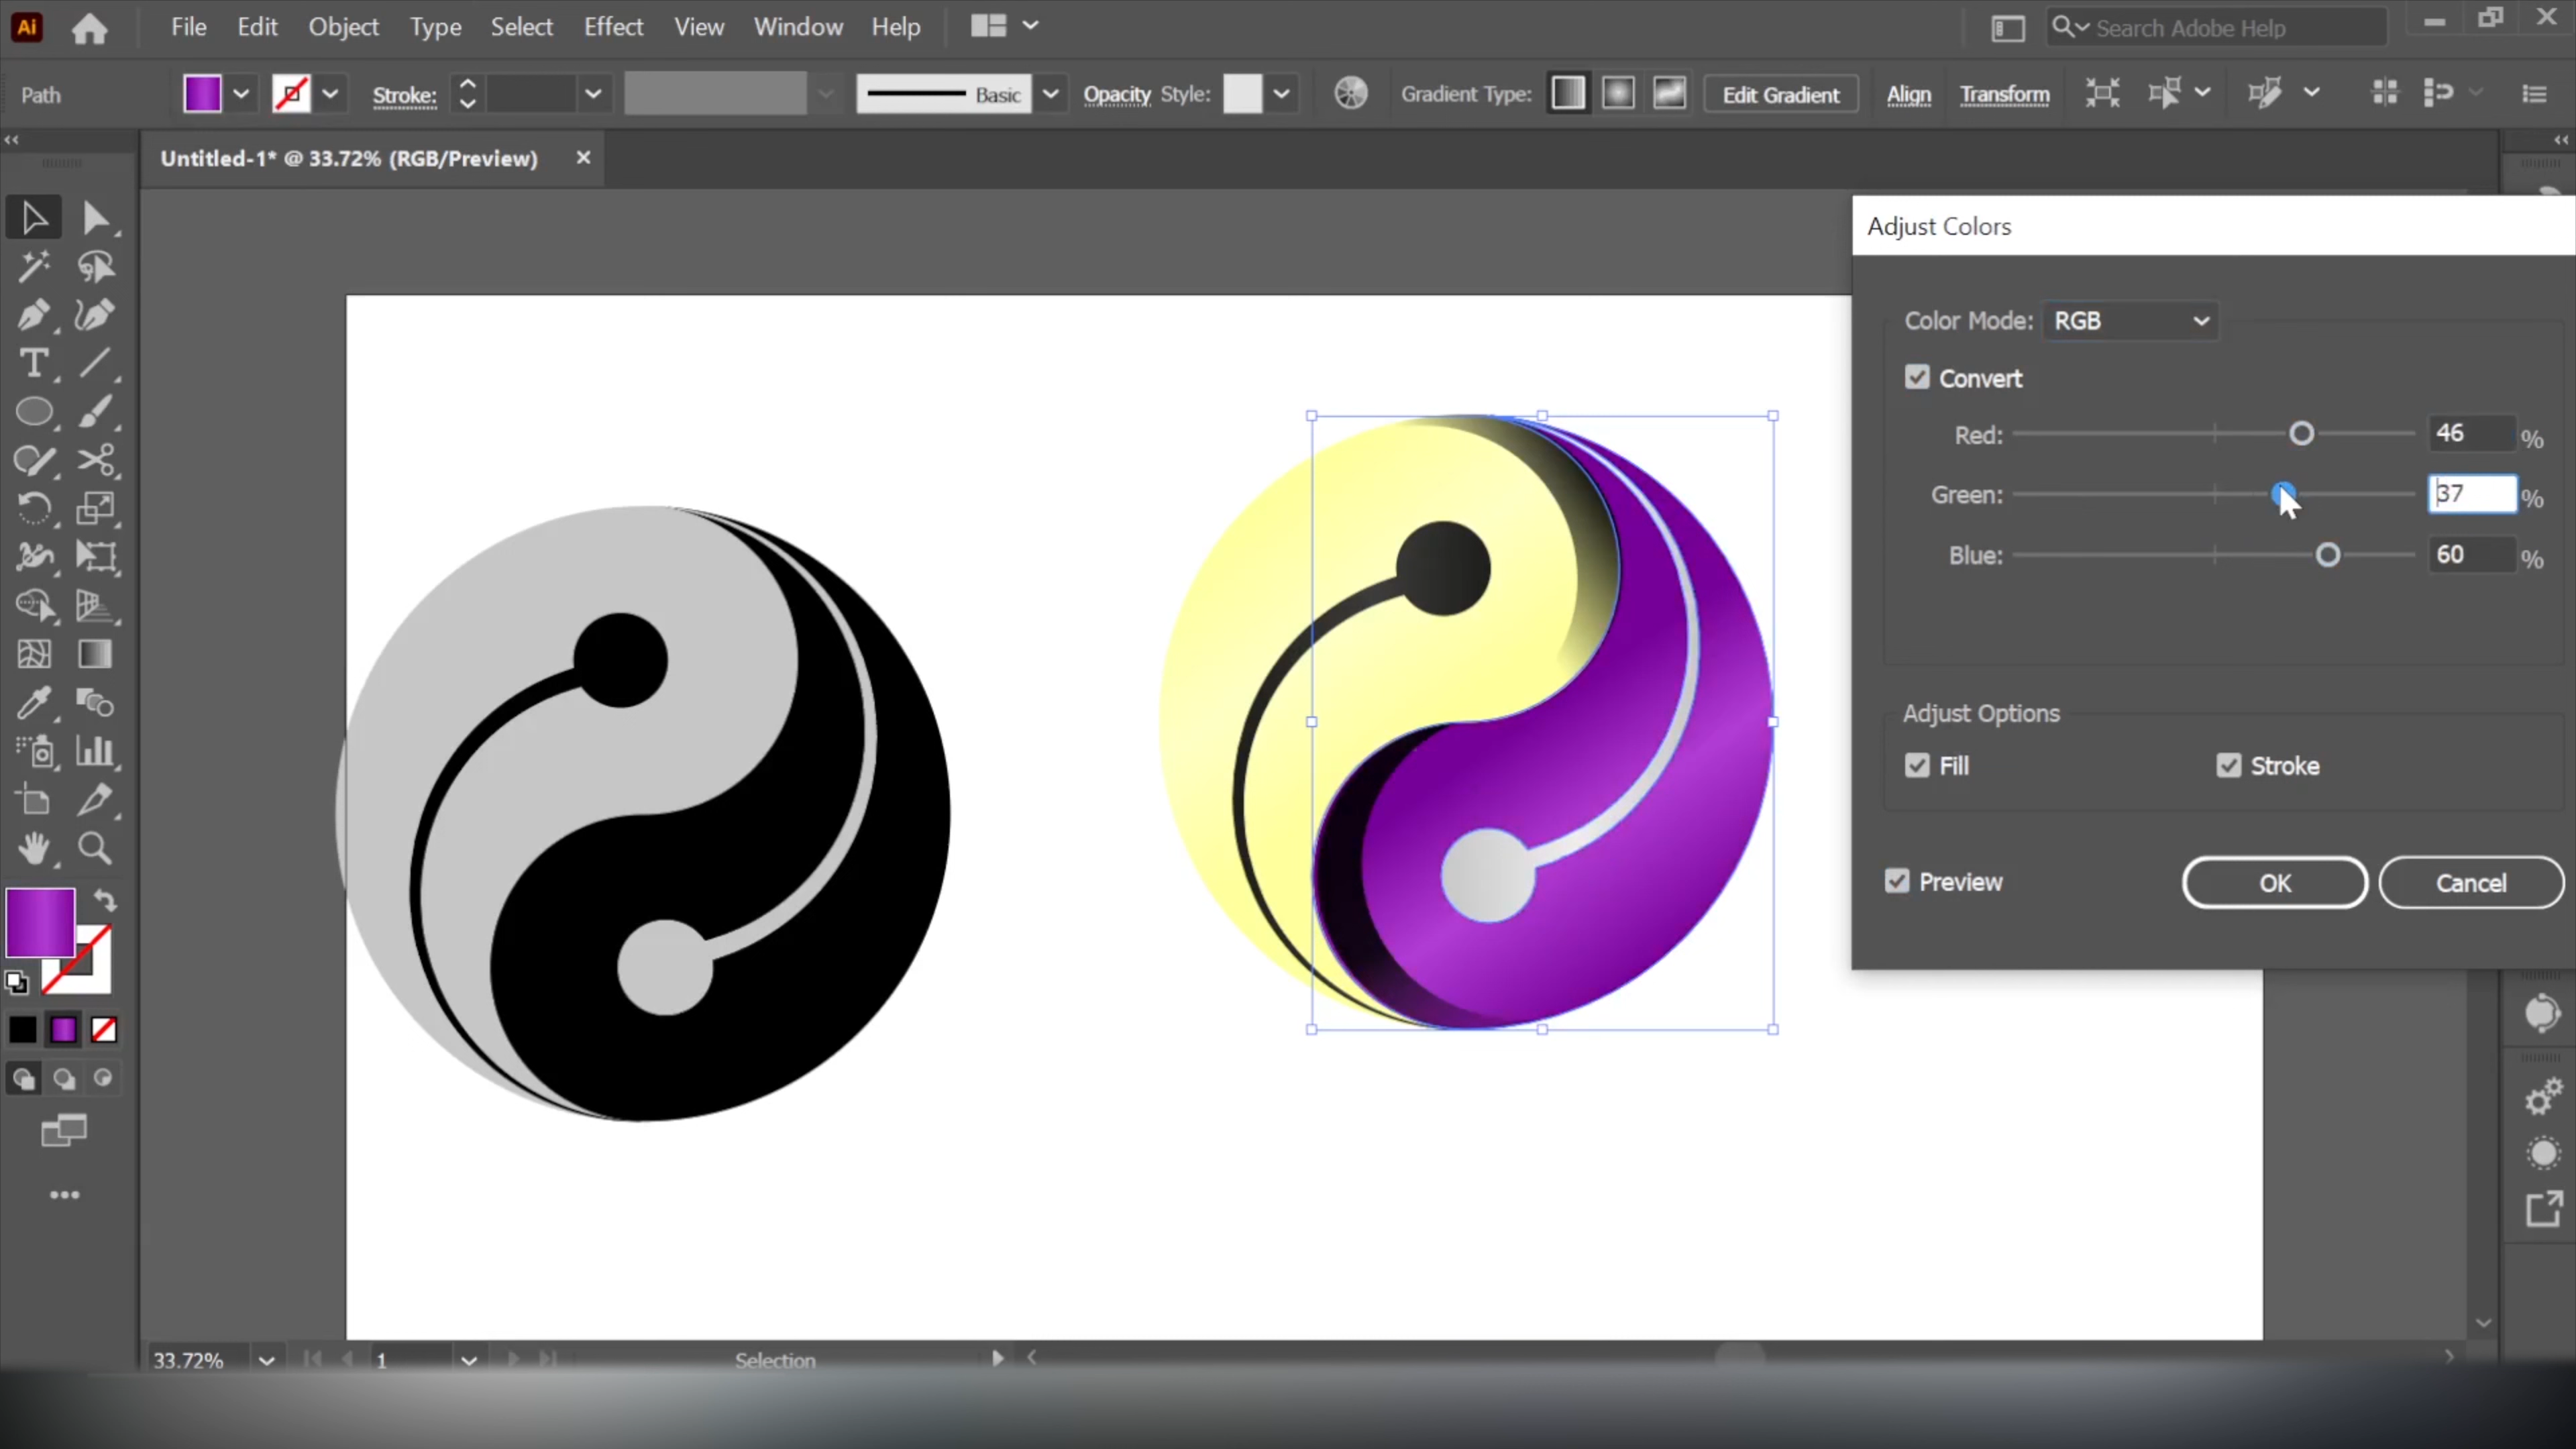 Ai File Edit Object Type Select Effect View Window Help Search Adobe Help
Path Stroke: Basic Opacity Style: Gradient Type: Edit Gradient Align Transform
Untitled-1* @ 33.72% (RGB/Preview)
Adjust Colors
Color Mode: RGB
Convert
Red: 46 %
Green: 37 %
Blue: 60 %
Adjust Options
Fill Stroke
Preview OK Cancel
33.72% 1 Selection